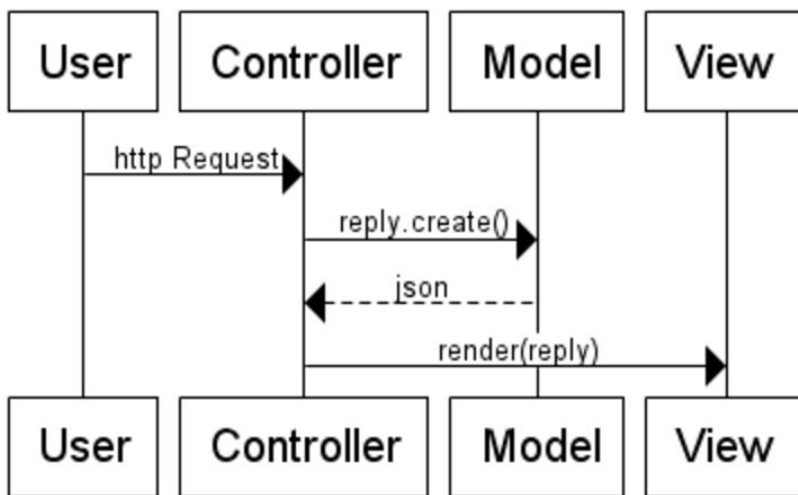 User
Controller
Model
View
http Request
reply.create()
json
render(reply)
User
Controller
Model
View